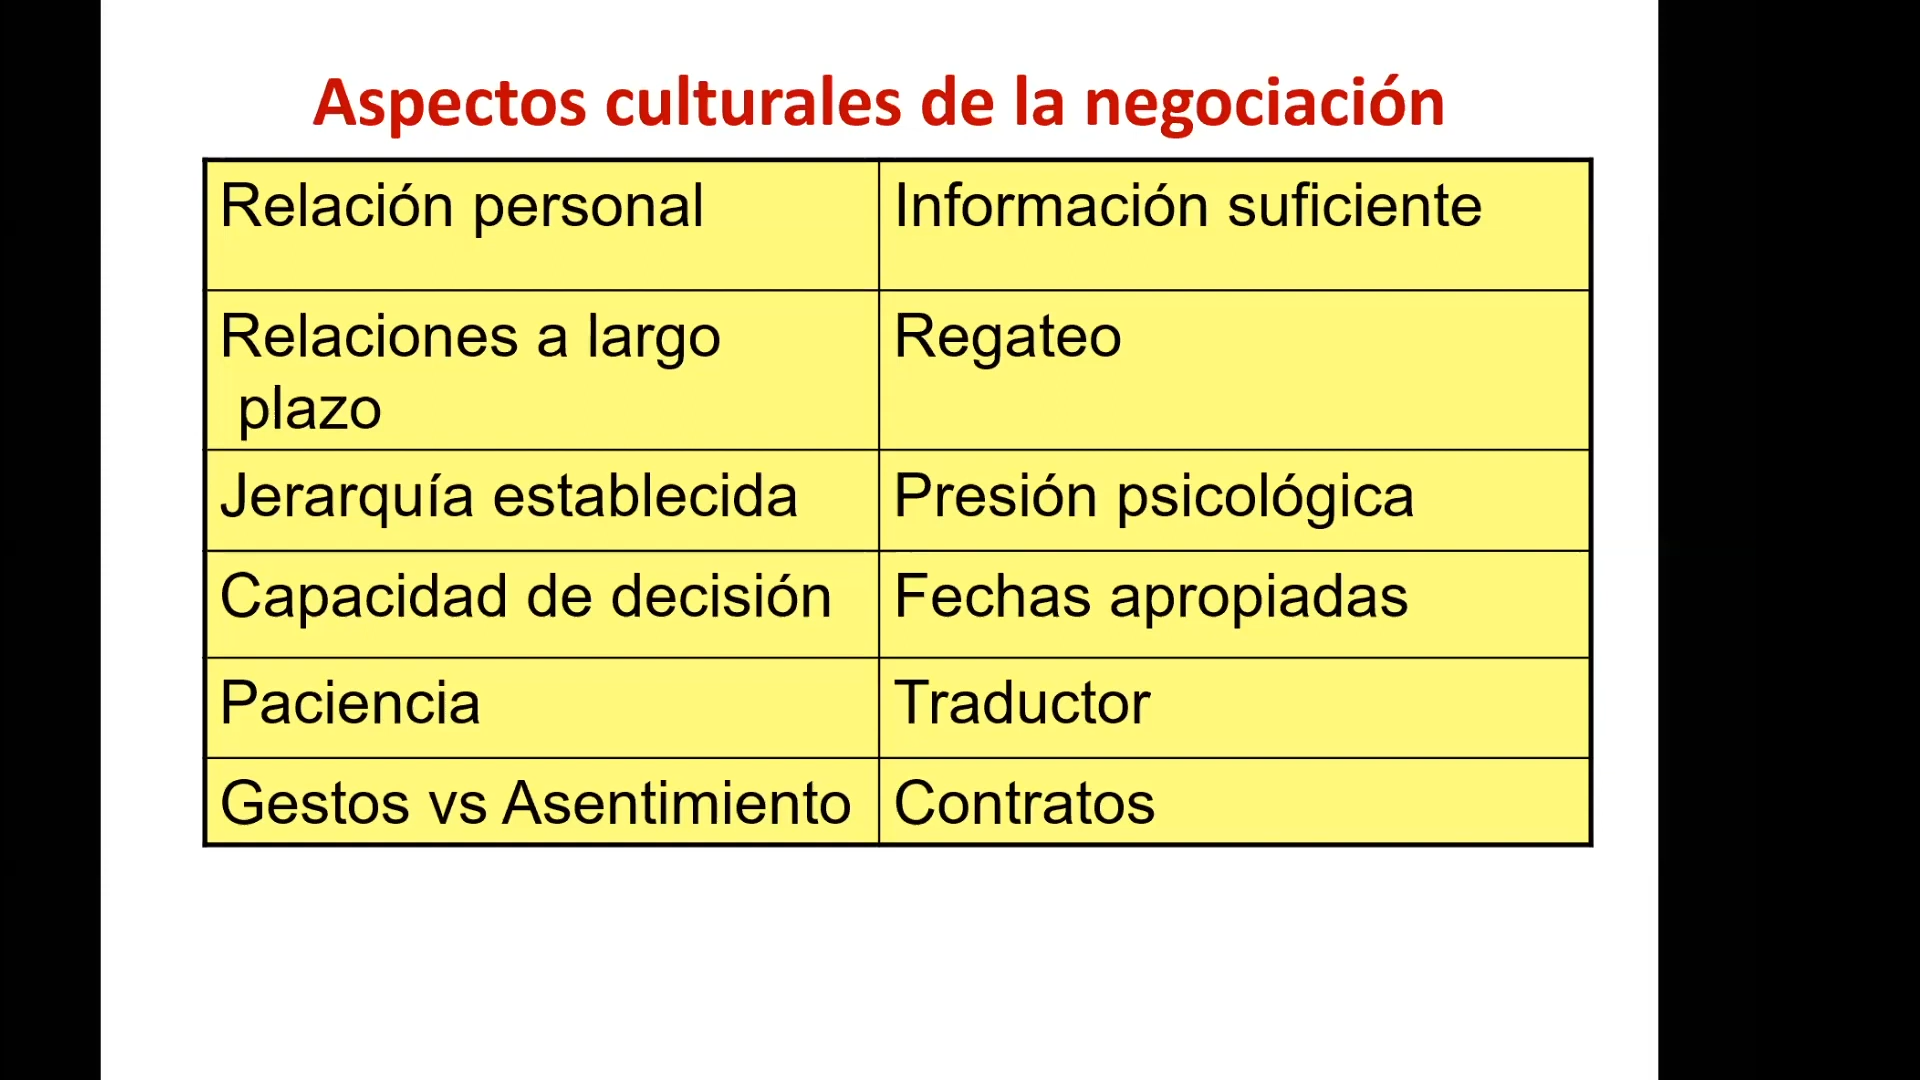 Aspectos culturales de la negociación
Relación personal
Información suficiente
Relaciones a largo
plazo
Regateo
Jerarquía establecida
Presión psicológica
Capacidad de decisión
Fechas apropiadas
Paciencia
Traductor
Gestos vs Asentimiento
Contratos